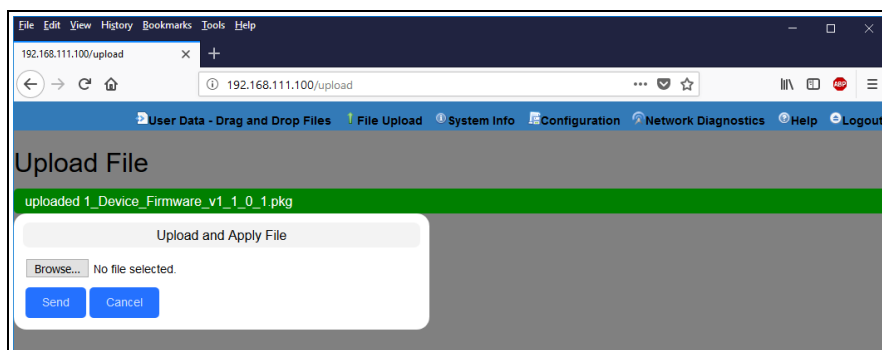 File Edit View History Bookmarks Tools Help
192.168.111.100/upload
192.168.111.100/upload
ABP
User Data - Drag and Drop Files File Upload System Info Configuration Network Diagnostics Help Logout
Upload File
uploaded 1_Device_Firmware_v1_1_0_1.pkg
Upload and Apply File
Browse... No file selected.
Send Cancel